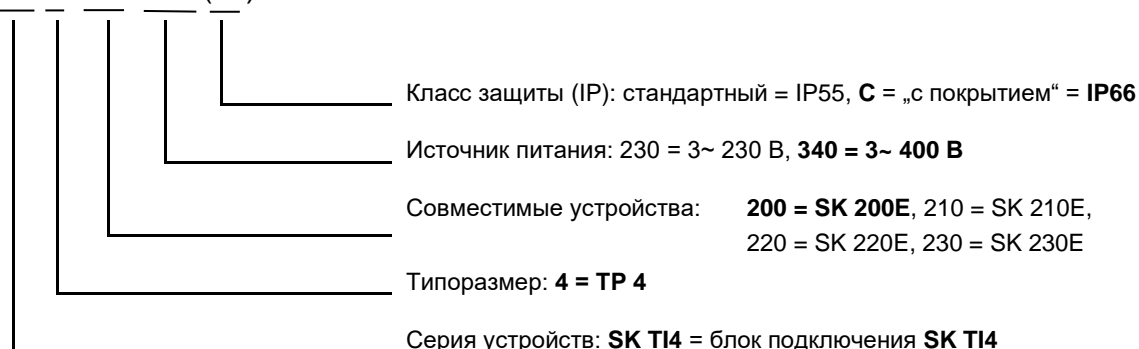 Класс защиты (IP): стандартный = IP55, C = „с покрытием“ = IP66
Источник питания: 230 = 3~ 230 В, 340 = 3~ 400 В
Совместимые устройства: 200 = SK 200E, 210 = SK 210E,
220 = SK 220E, 230 = SK 230E
Типоразмер: 4 = ТР 4
Серия устройств: SK TI4 = блок подключения SK TI4